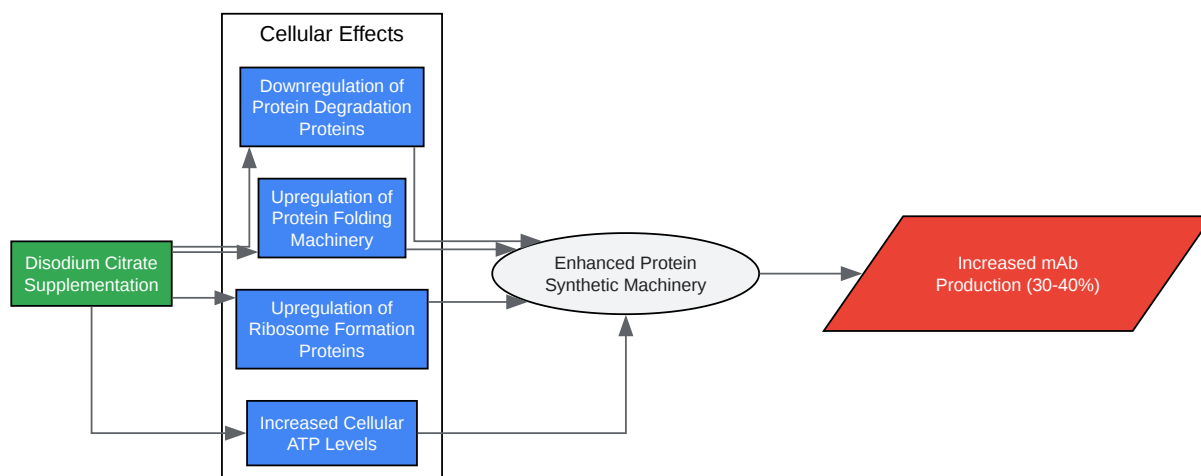 Cellular Effects
Downregulation of
Protein Degradation
Proteins
Upregulation of
Protein Folding
Machinery
Disodium Citrate
Supplementation
Enhanced Protein
Synthetic Machinery
Increased mAb
Production (30-40%)
Upregulation of
Ribosome Formation
Proteins
Increased Cellular
ATP Levels